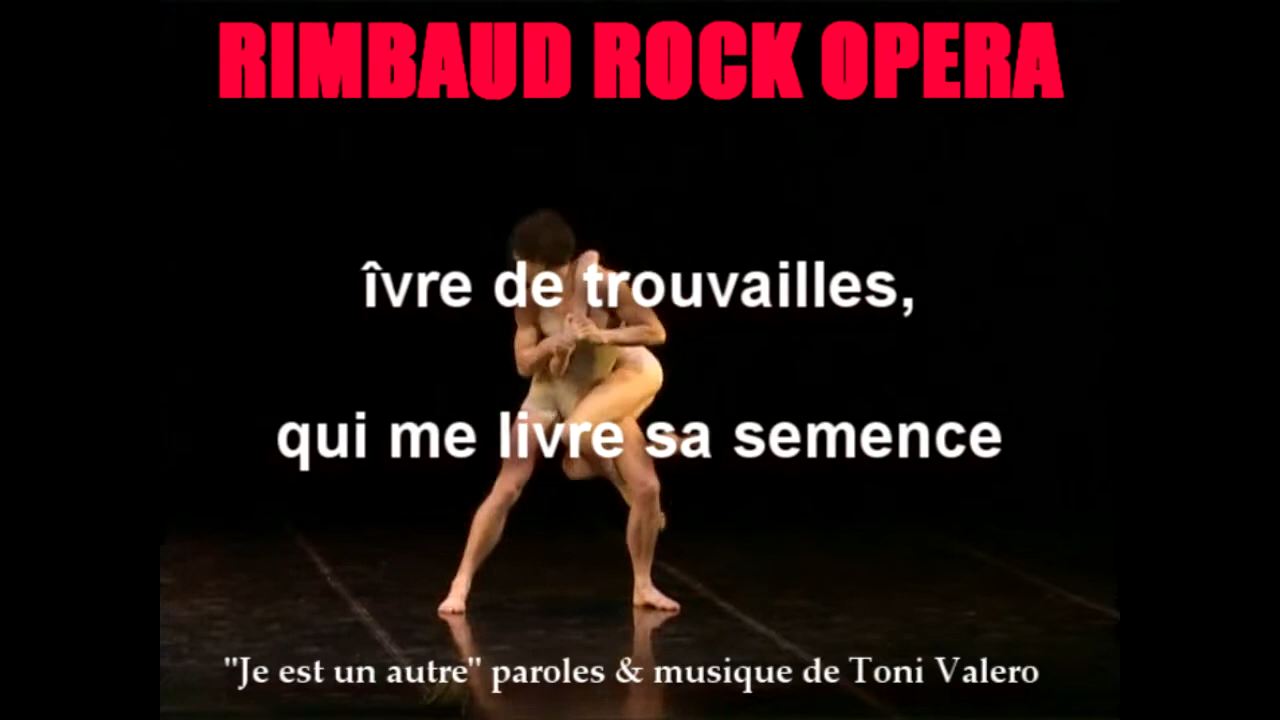 RIMBAUD ROCK OPERA
îvre de trouvailles,
qui me livre sa semence
"Je est un autre" paroles & musique de Toni Valero